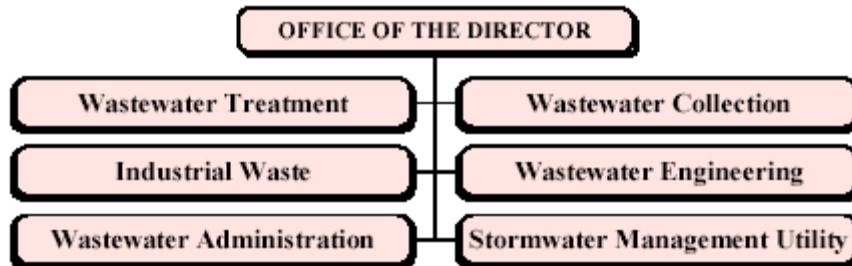 OFFICE OF THE DIRECTOR
Wastewater Treatment
Wastewater Collection
Industrial Waste
Wastewater Engineering
Wastewater Administration
Stormwater Management Utility